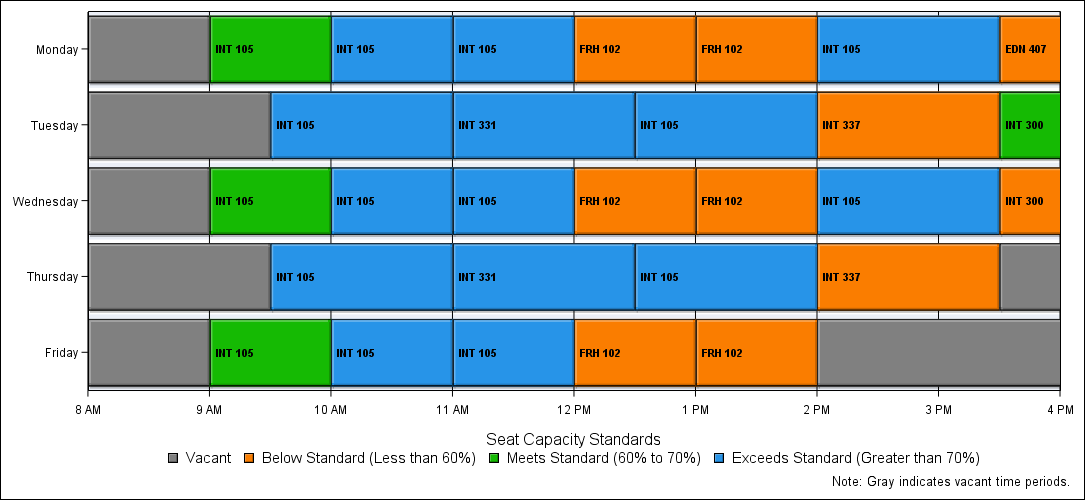 Monday INT 105 INT 105 INT 105 FRH 102 FRH 102 INT 105 EDN 407
Tuesday INT 105 INT 331 INT 105 INT 337 INT 300
Wednesday INT 105 INT 105 INT 105 FRH 102 FRH 102 INT 105 INT 300
Thursday INT 105 INT 331 INT 105 INT 337
Friday INT 105 INT 105 INT 105 FRH 102 FRH 102
8 AM 9 AM 10 AM 11 AM 12 PM 1 PM 2 PM 3 PM 4 PM
Seat Capacity Standards
Vacant Below Standard (Less than 60%) Meets Standard (60% to 70%) Exceeds Standard (Greater than 70%)
Note: Gray indicates vacant time periods.